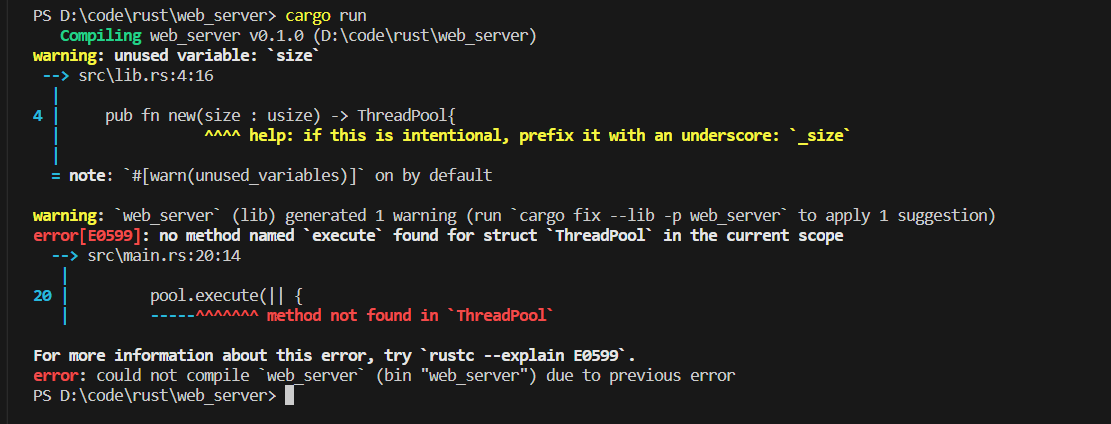 PS D:\code\rust\web_server> cargo run
   Compiling web_server v0.1.0 (D:\code\rust\web_server)
warning: unused variable: `size`
 --> src\lib.rs:4:16
  |
4 |     pub fn new(size : usize) -> ThreadPool{
  |                ^^^^ help: if this is intentional, prefix it with an underscore: `_size`
  |
  = note: `#[warn(unused_variables)]` on by default

warning: `web_server` (lib) generated 1 warning (run `cargo fix --lib -p web_server` to apply 1 suggestion)
error[E0599]: no method named `execute` found for struct `ThreadPool` in the current scope
  --> src\main.rs:20:14
   |
20 |         pool.execute(|| {
   |         -----^^^^^^^ method not found in `ThreadPool`

For more information about this error, try `rustc --explain E0599`.
error: could not compile `web_server` (bin "web_server") due to previous error
PS D:\code\rust\web_server>